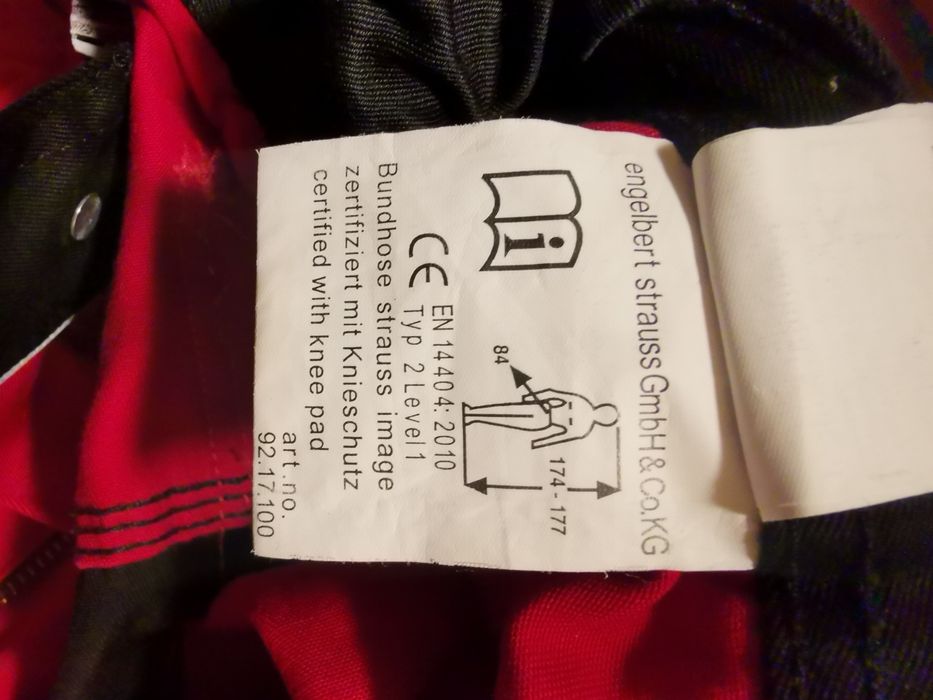 engelbert strauss GmbH & Co.KG
i
174 - 177
84
CE EN 14404: 2010
Typ 2 Level 1
Bundhose strauss image
zertifiziert mit Knieschutz
certified with knee pad
art.no.
92.17.100